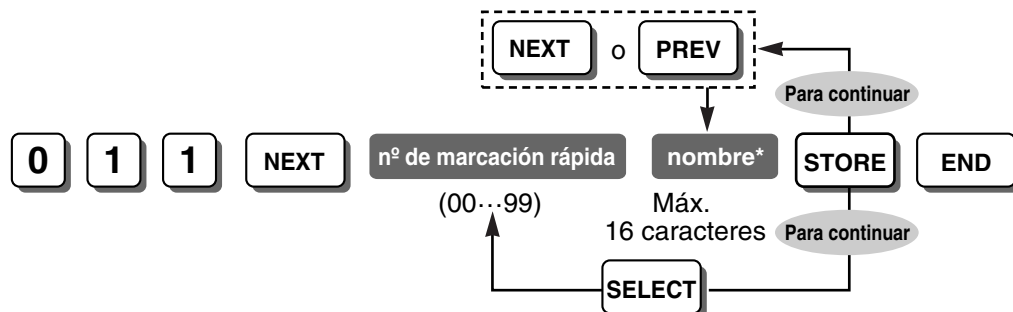 NEXT o PREV
Para continuar
0 1 1 NEXT nº de marcación rápida nombre* STORE END
(00···99) Máx.
16 caracteres Para continuar
SELECT